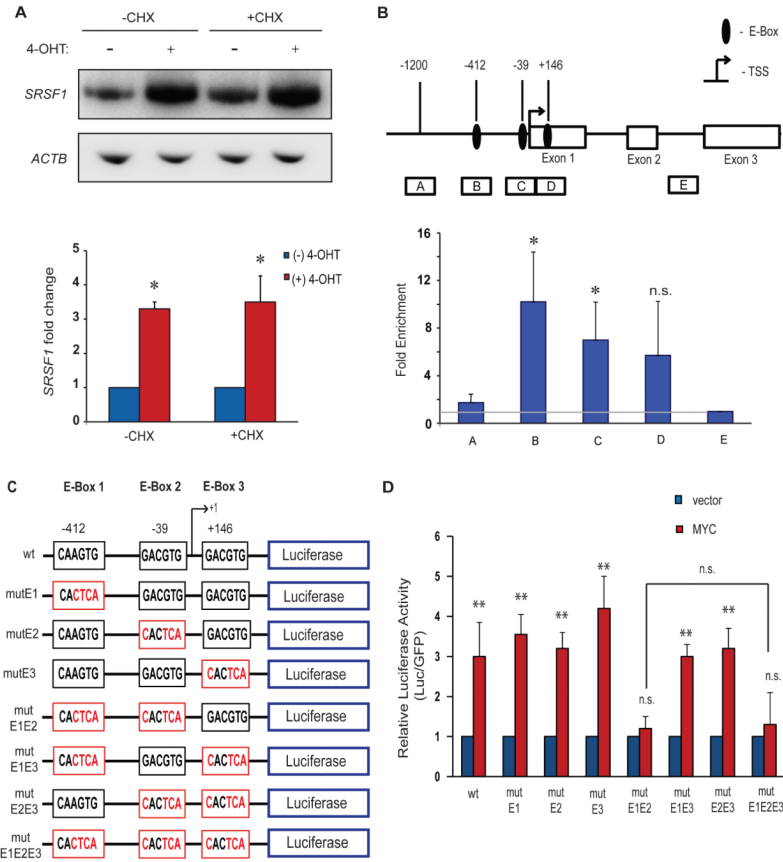 A
-CHX +CHX
4-OHT: - + - +
SRSF1
ACTB
SRSF1 fold change
5
4
3
2
1
0
* *
(-) 4-OHT
(+) 4-OHT
-CHX +CHX
B
- E-Box
- TSS
-1200 -412 -39 +146
Exon 1 Exon 2 Exon 3
A B C D E
Fold Enrichment
16
12
8
4
0
* * n.s.
A B C D E
C
E-Box 1 E-Box 2 E-Box 3
-412 -39 +1 +146
wt CAAGTG GACGTG GACGTG Luciferase
mutE1 CACTCA GACGTG GACGTG Luciferase
mutE2 CAAGTG CACTCA GACGTG Luciferase
mutE3 CAAGTG GACGTG CACTCA Luciferase
mut E1E2 CACTCA CACTCA GACGTG Luciferase
mut E1E3 CACTCA GACGTG CACTCA Luciferase
mut E2E3 CAAGTG CACTCA CACTCA Luciferase
mut E1E2E3 CACTCA CACTCA CACTCA Luciferase
D
vector
MYC
Relative Luciferase Activity
(Luc/GFP)
6
5
4
3
2
1
0
** ** ** ** n.s. ** ** n.s.
n.s.
wt mut E1 mut E2 mut E3 mut E1E2 mut E1E3 mut E2E3 mut E1E2E3